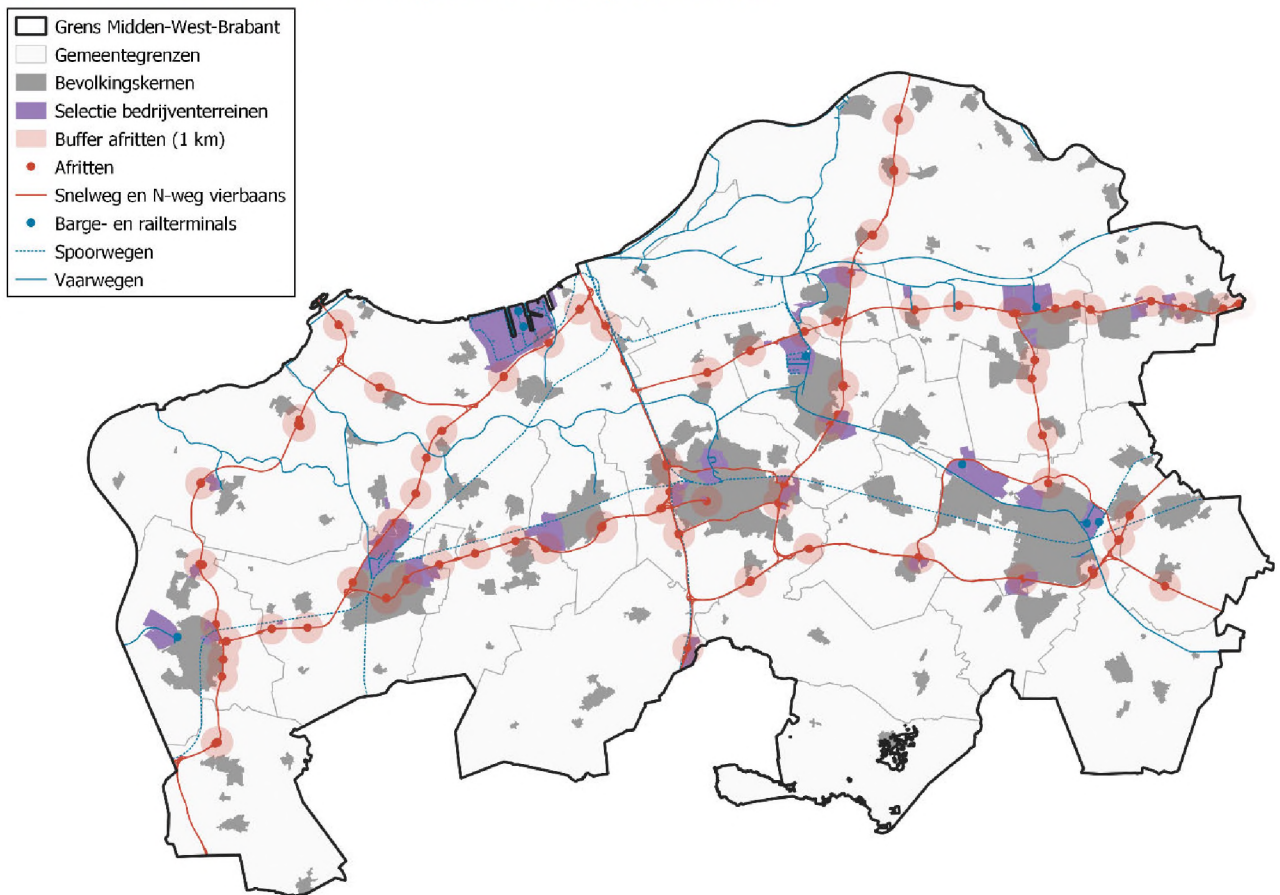 Grens Midden-West-Brabant
Gemeentegrenzen
Bevolkingskernen
Selectie bedrijventerreinen
Buffer afritten (1 km)
Afritten
Snelweg en N-weg vierbaans
Barge- en railterminals
Spoorwegen
Vaarwegen